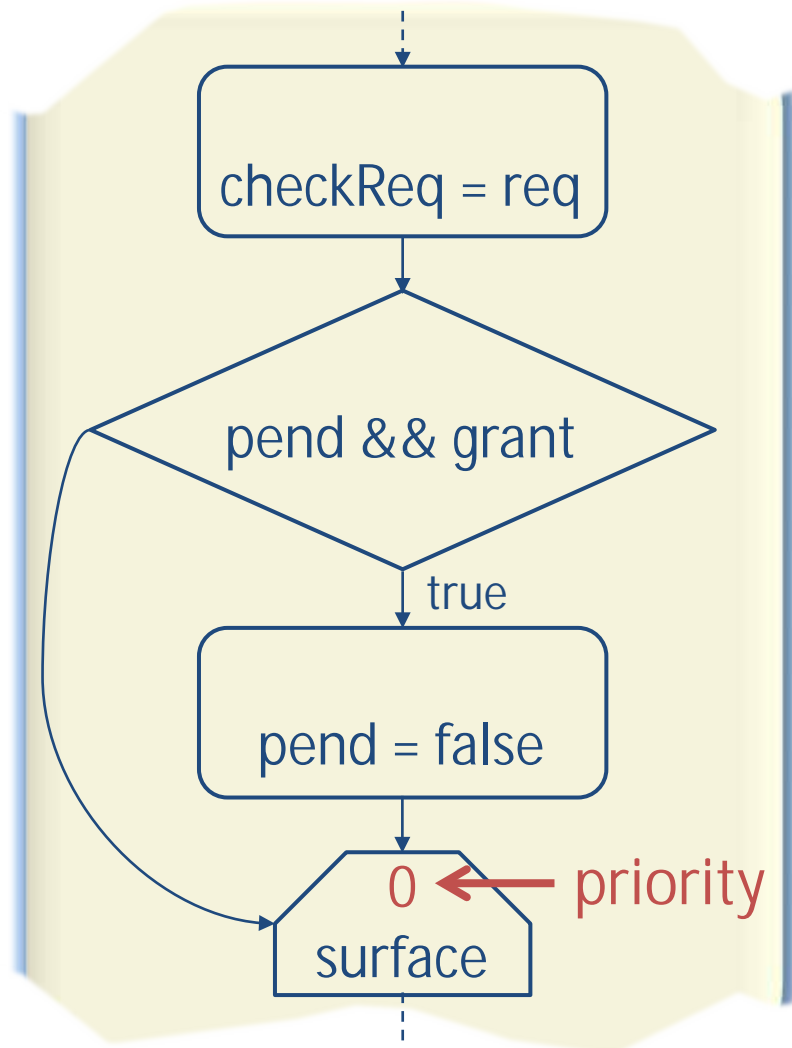 checkReq = req
pend && grant
true
pend = false
0
priority
surface